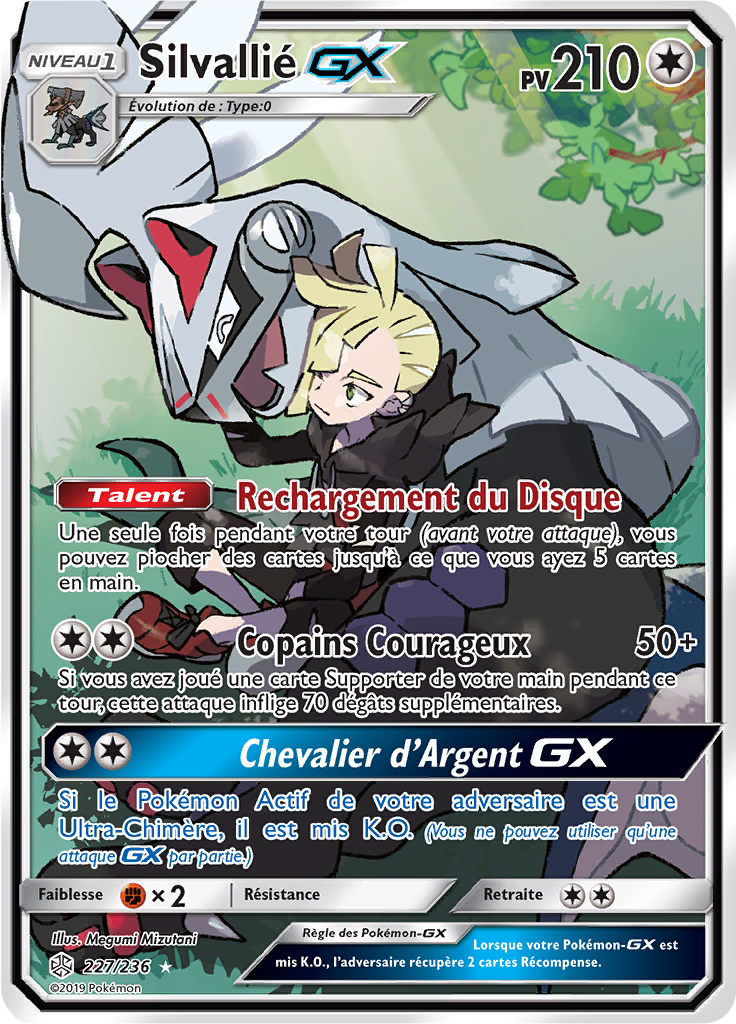 NIVEAU1
Silvallié GX
PV210
Évolution de : Type:0
Talent Rechargement du Disque
Une seule fois pendant votre tour (avant votre attaque), vous
pouvez piocher des cartes jusqu'à ce que vous ayez 5 cartes
en main.
Copains Courageux 50+
Si vous avez joué une carte Supporter de votre main pendant ce
tour, cette attaque inflige 70 dégâts supplémentaires.
Chevalier d'Argent GX
Si le Pokémon Actif de votre adversaire est une
Ultra-Chimère, il est mis K.O. (Vous ne pouvez utiliser qu'une
attaque GX par partie.)
Faiblesse ×2 Résistance Retraite
Illus. Megumi Mizutani
227/236
©2019 Pokémon
Règle des Pokémon-GX
Lorsque votre Pokémon-GX est
mis K.O., l'adversaire récupère 2 cartes Récompense.